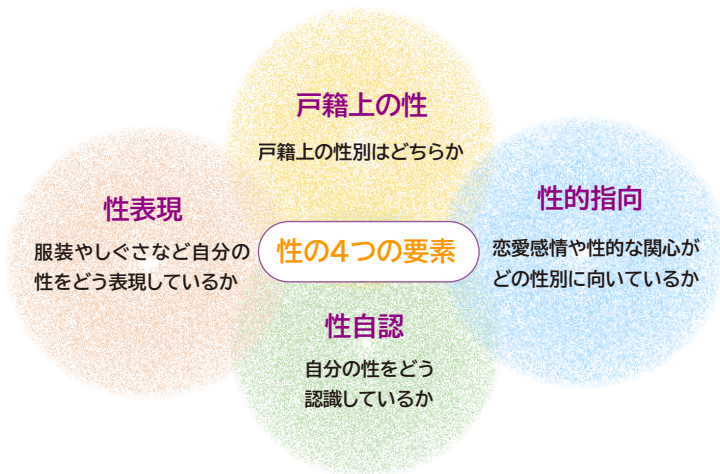 戸籍上の性
戸籍上の性別はどちらか
性表現
服装やしぐさなど自分の
性をどう表現しているか
性の4つの要素
性的指向
恋愛感情や性的な関心が
どの性別に向いているか
性自認
自分の性をどう
認識しているか